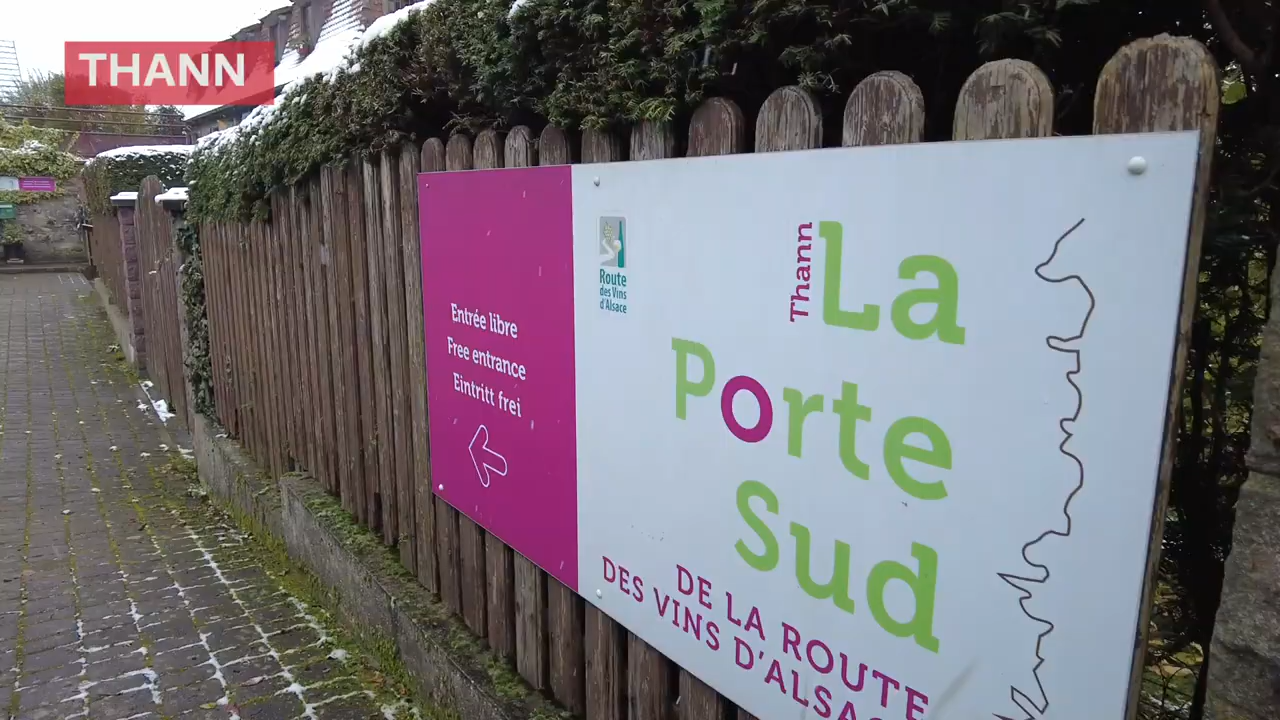 THANN
Entrée libre
Free entrance
Eintritt frei
Route
des Vins
d'Alsace
Thann
La
Porte
Sud
DE LA ROUTE
DES VINS D'ALSA